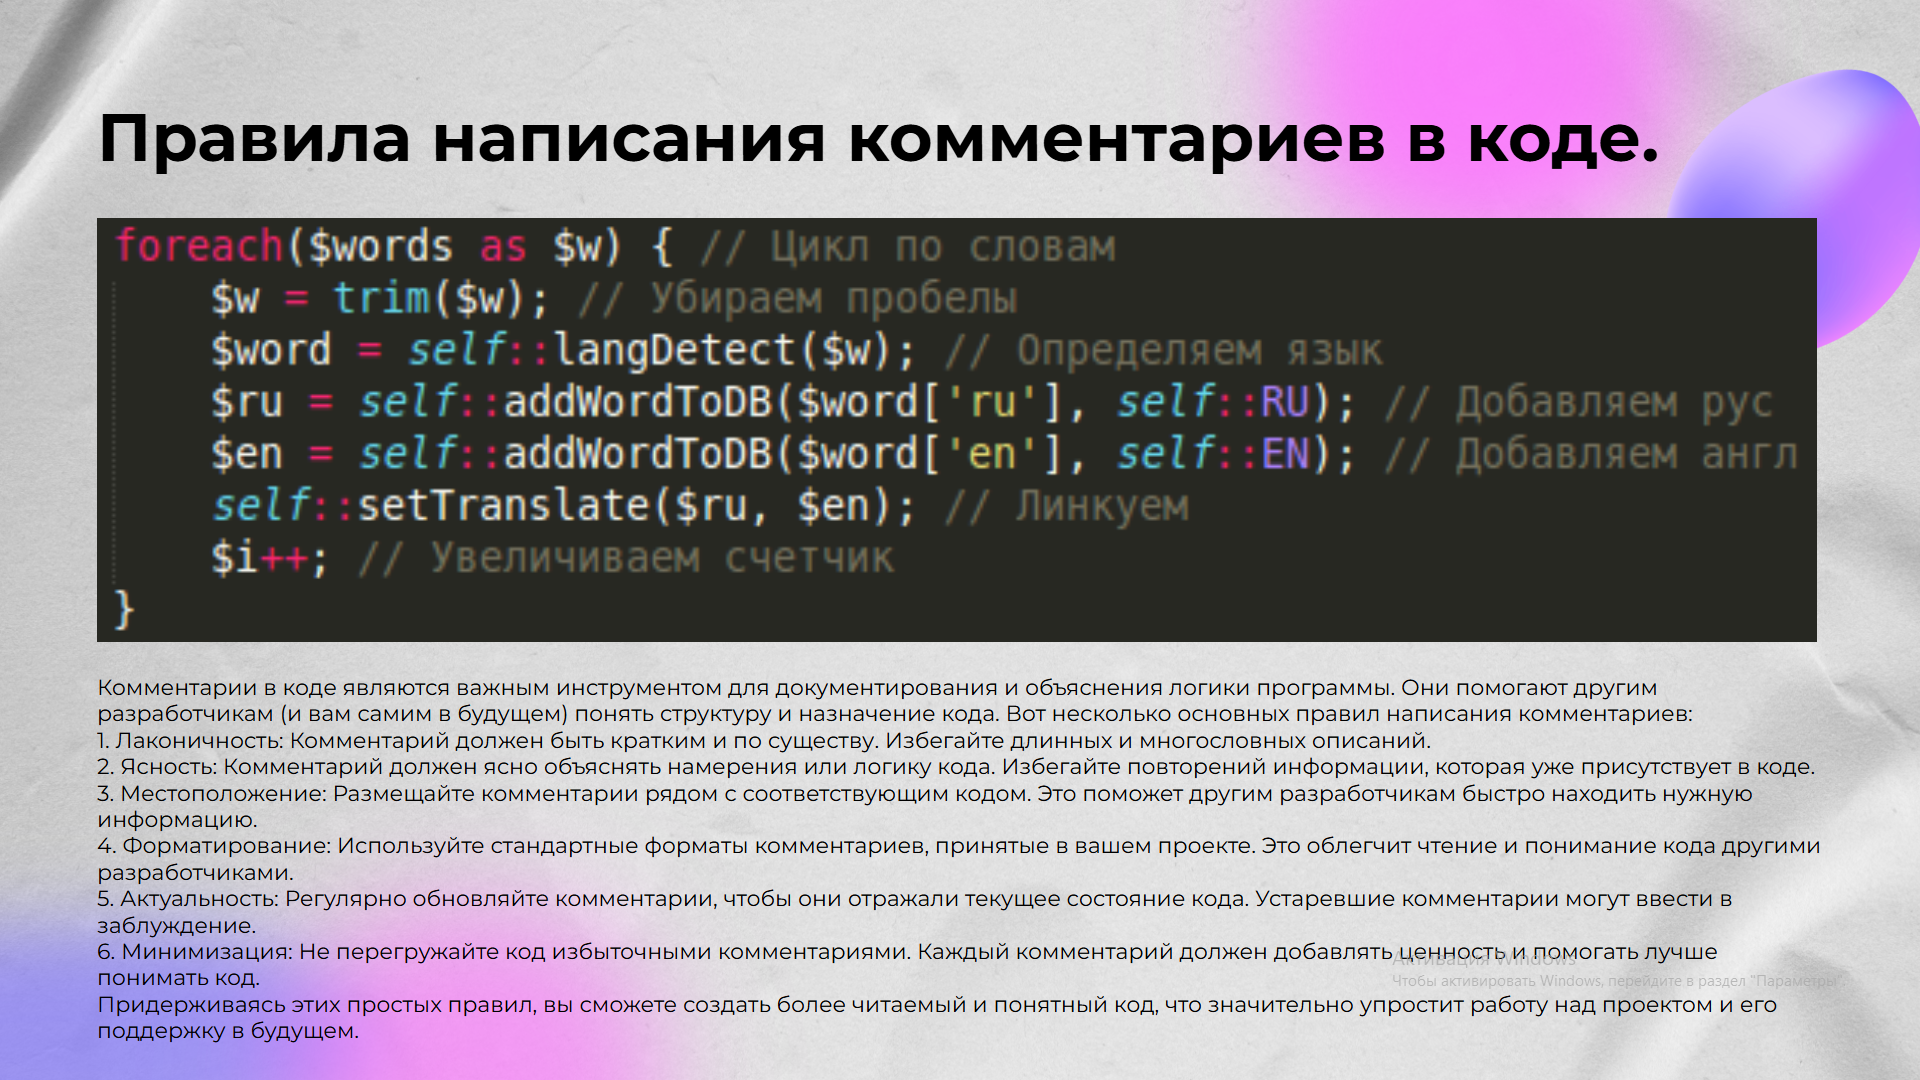 Правила написания комментариев в коде.
foreach($words as $w) { // Цикл по словам
$w = trim($w); // Убираем пробелы
$word = self::langDetect($w); // Определяем язык
$ru = self::addWordToDB($word['ru'], self::RU); // Добавляем рус
$en = self::addWordToDB($word['en'], self::EN); // Добавляем англ
self::setTranslate($ru, $en); // Линкуем
$i++; // Увеличиваем счетчик
}
Комментарии в коде являются важным инструментом для документирования и объяснения логики программы. Они помогают другим
разработчикам (и вам самим в будущем) понять структуру и назначение кода. Вот несколько основных правил написания комментариев:
1. Лаконичность: Комментарий должен быть кратким и по существу. Избегайте длинных и многословных описаний.
2. Ясность: Комментарий должен ясно объяснять намерения или логику кода. Избегайте повторений информации, которая уже присутствует в коде.
3. Местоположение: Размещайте комментарии рядом с соответствующим кодом. Это поможет другим разработчикам быстро находить нужную
информацию.
4. Форматирование: Используйте стандартные форматы комментариев, принятые в вашем проекте. Это облегчит чтение и понимание кода другими
разработчиками.
5. Актуальность: Регулярно обновляйте комментарии, чтобы они отражали текущее состояние кода. Устаревшие комментарии могут ввести в
заблуждение.
6. Минимизация: Не перегружайте код избыточными комментариями. Каждый комментарий должен добавлять ценность и помогать лучше
понимать код.
Активация Windows
Чтобы активировать Windows, перейдите в раздел "Параметры".
Придерживаясь этих простых правил, вы сможете создать более читаемый и понятный код, что значительно упростит работу над проектом и его
поддержку в будущем.